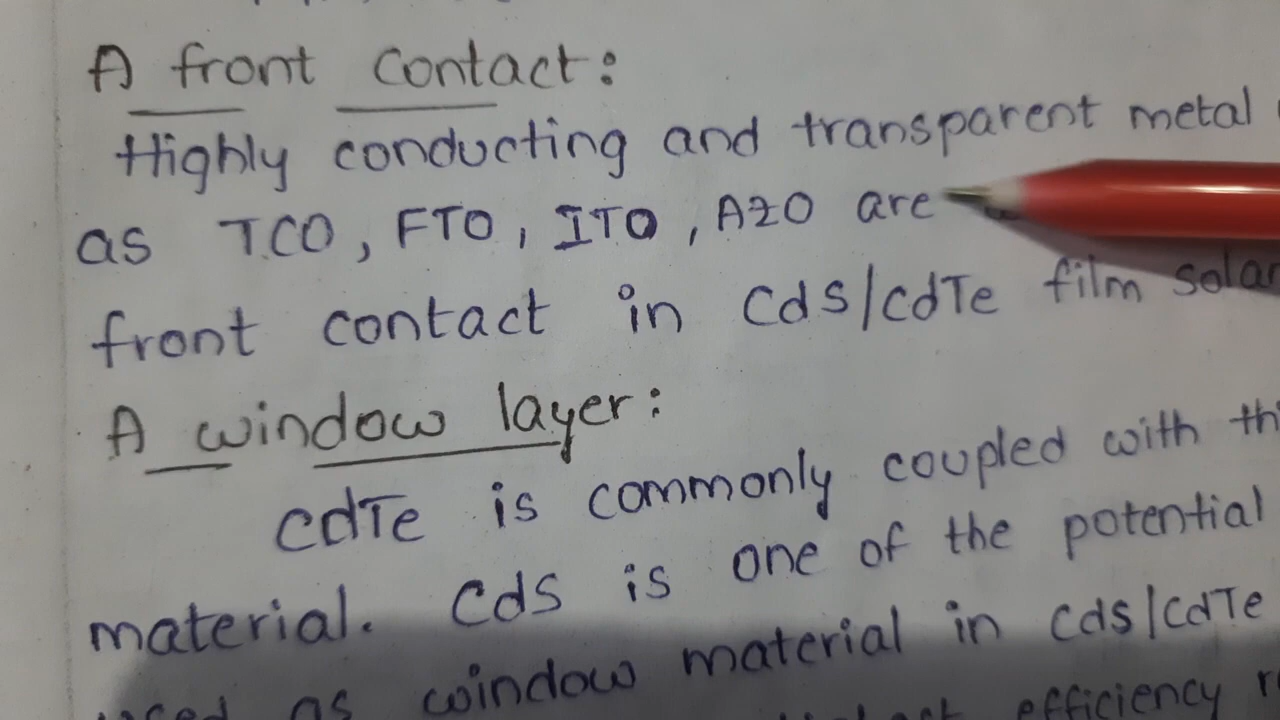 A front contact:
Highly conducting and transparent metal
as TCO, FTO, ITO, AZO are
front contact in Cds/CdTe film solar
A window layer:
CdTe is commonly coupled with
material. Cds is one of the potential
used as window material in Cds/CdTe
efficiency